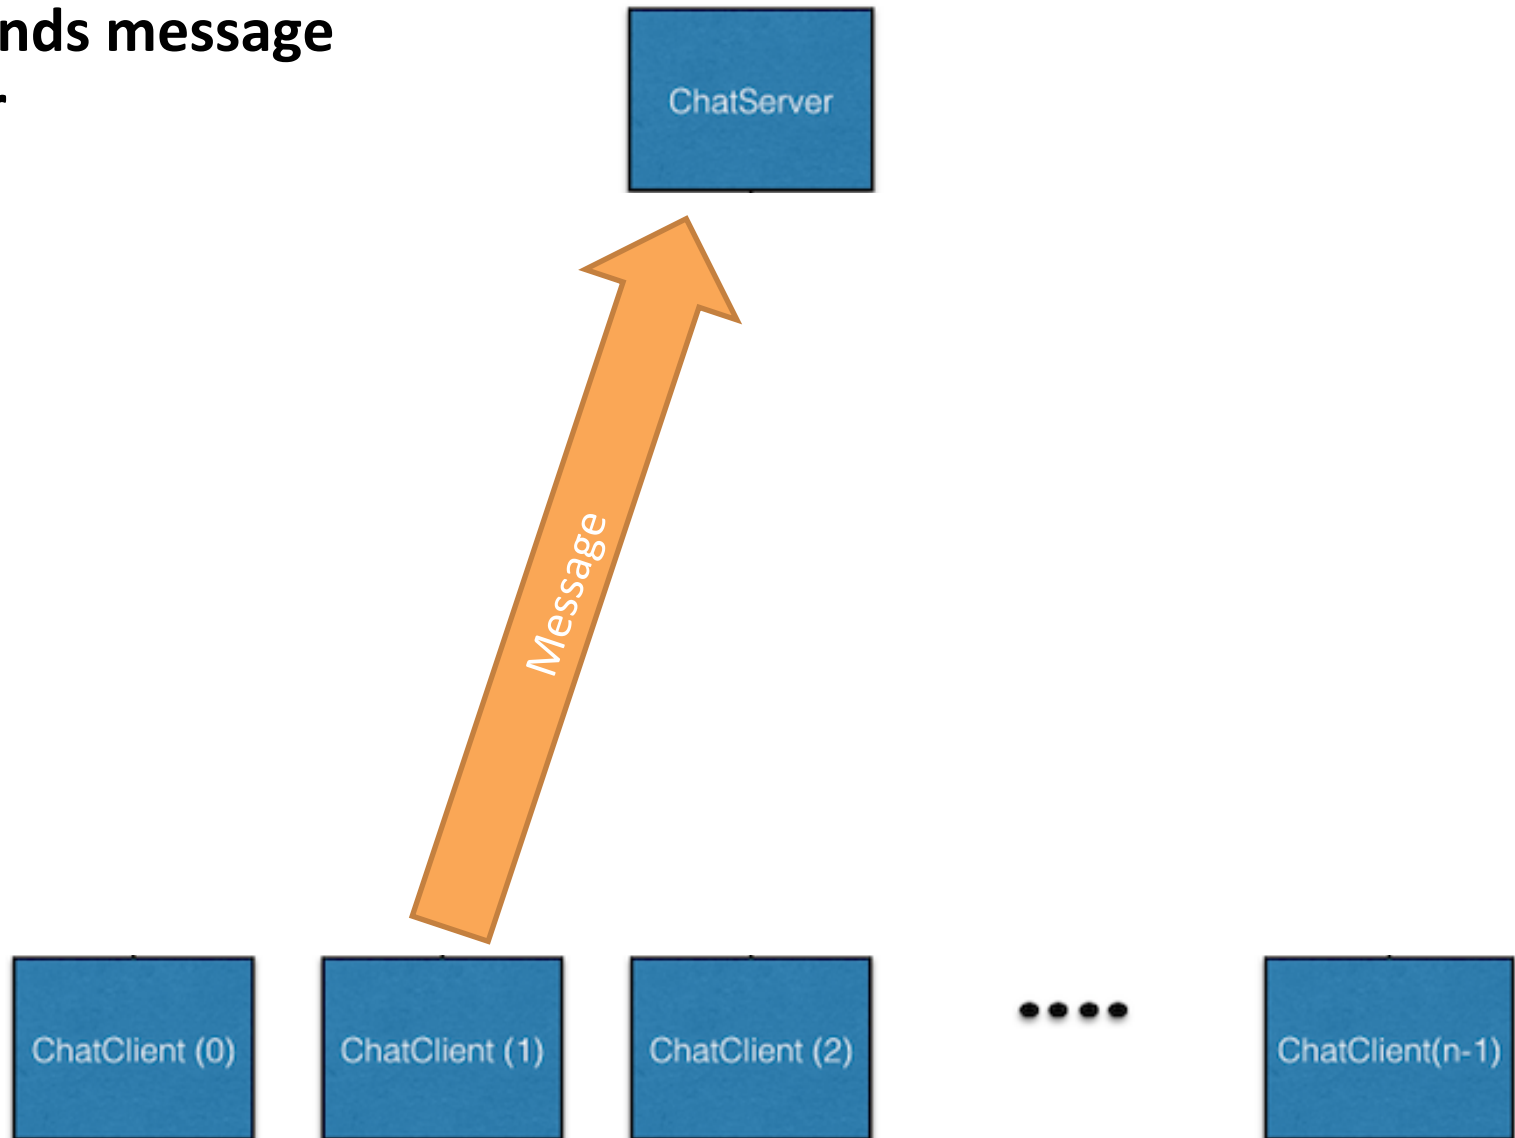 nds message
r
ChatServer
Message
ChatClient (0)
ChatClient (1)
ChatClient (2)
ChatClient(n-1)